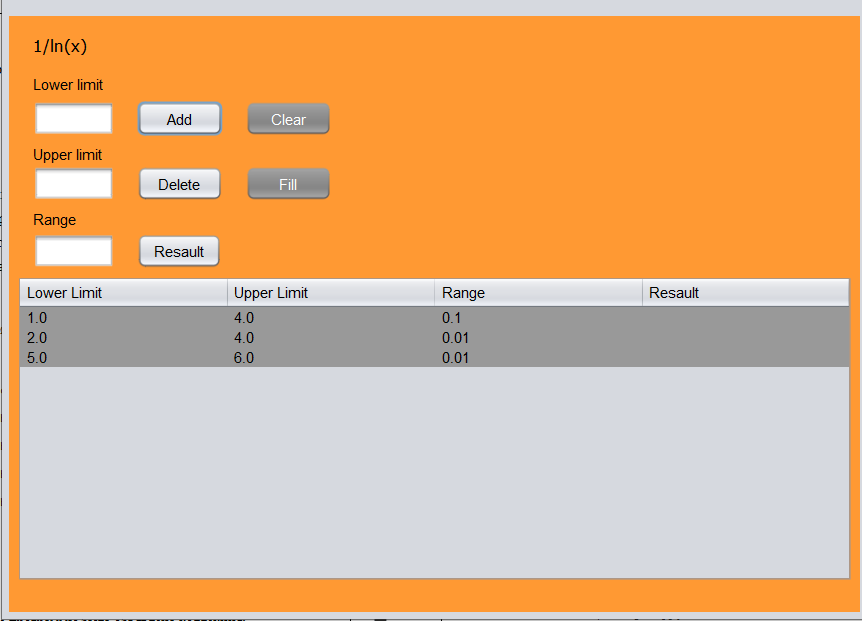 1/ln(x)
Lower limit
Add Clear
Upper limit
Delete Fill
Range
Resault
Lower Limit Upper Limit Range Resault
1.0 4.0 0.1
2.0 4.0 0.01
5.0 6.0 0.01